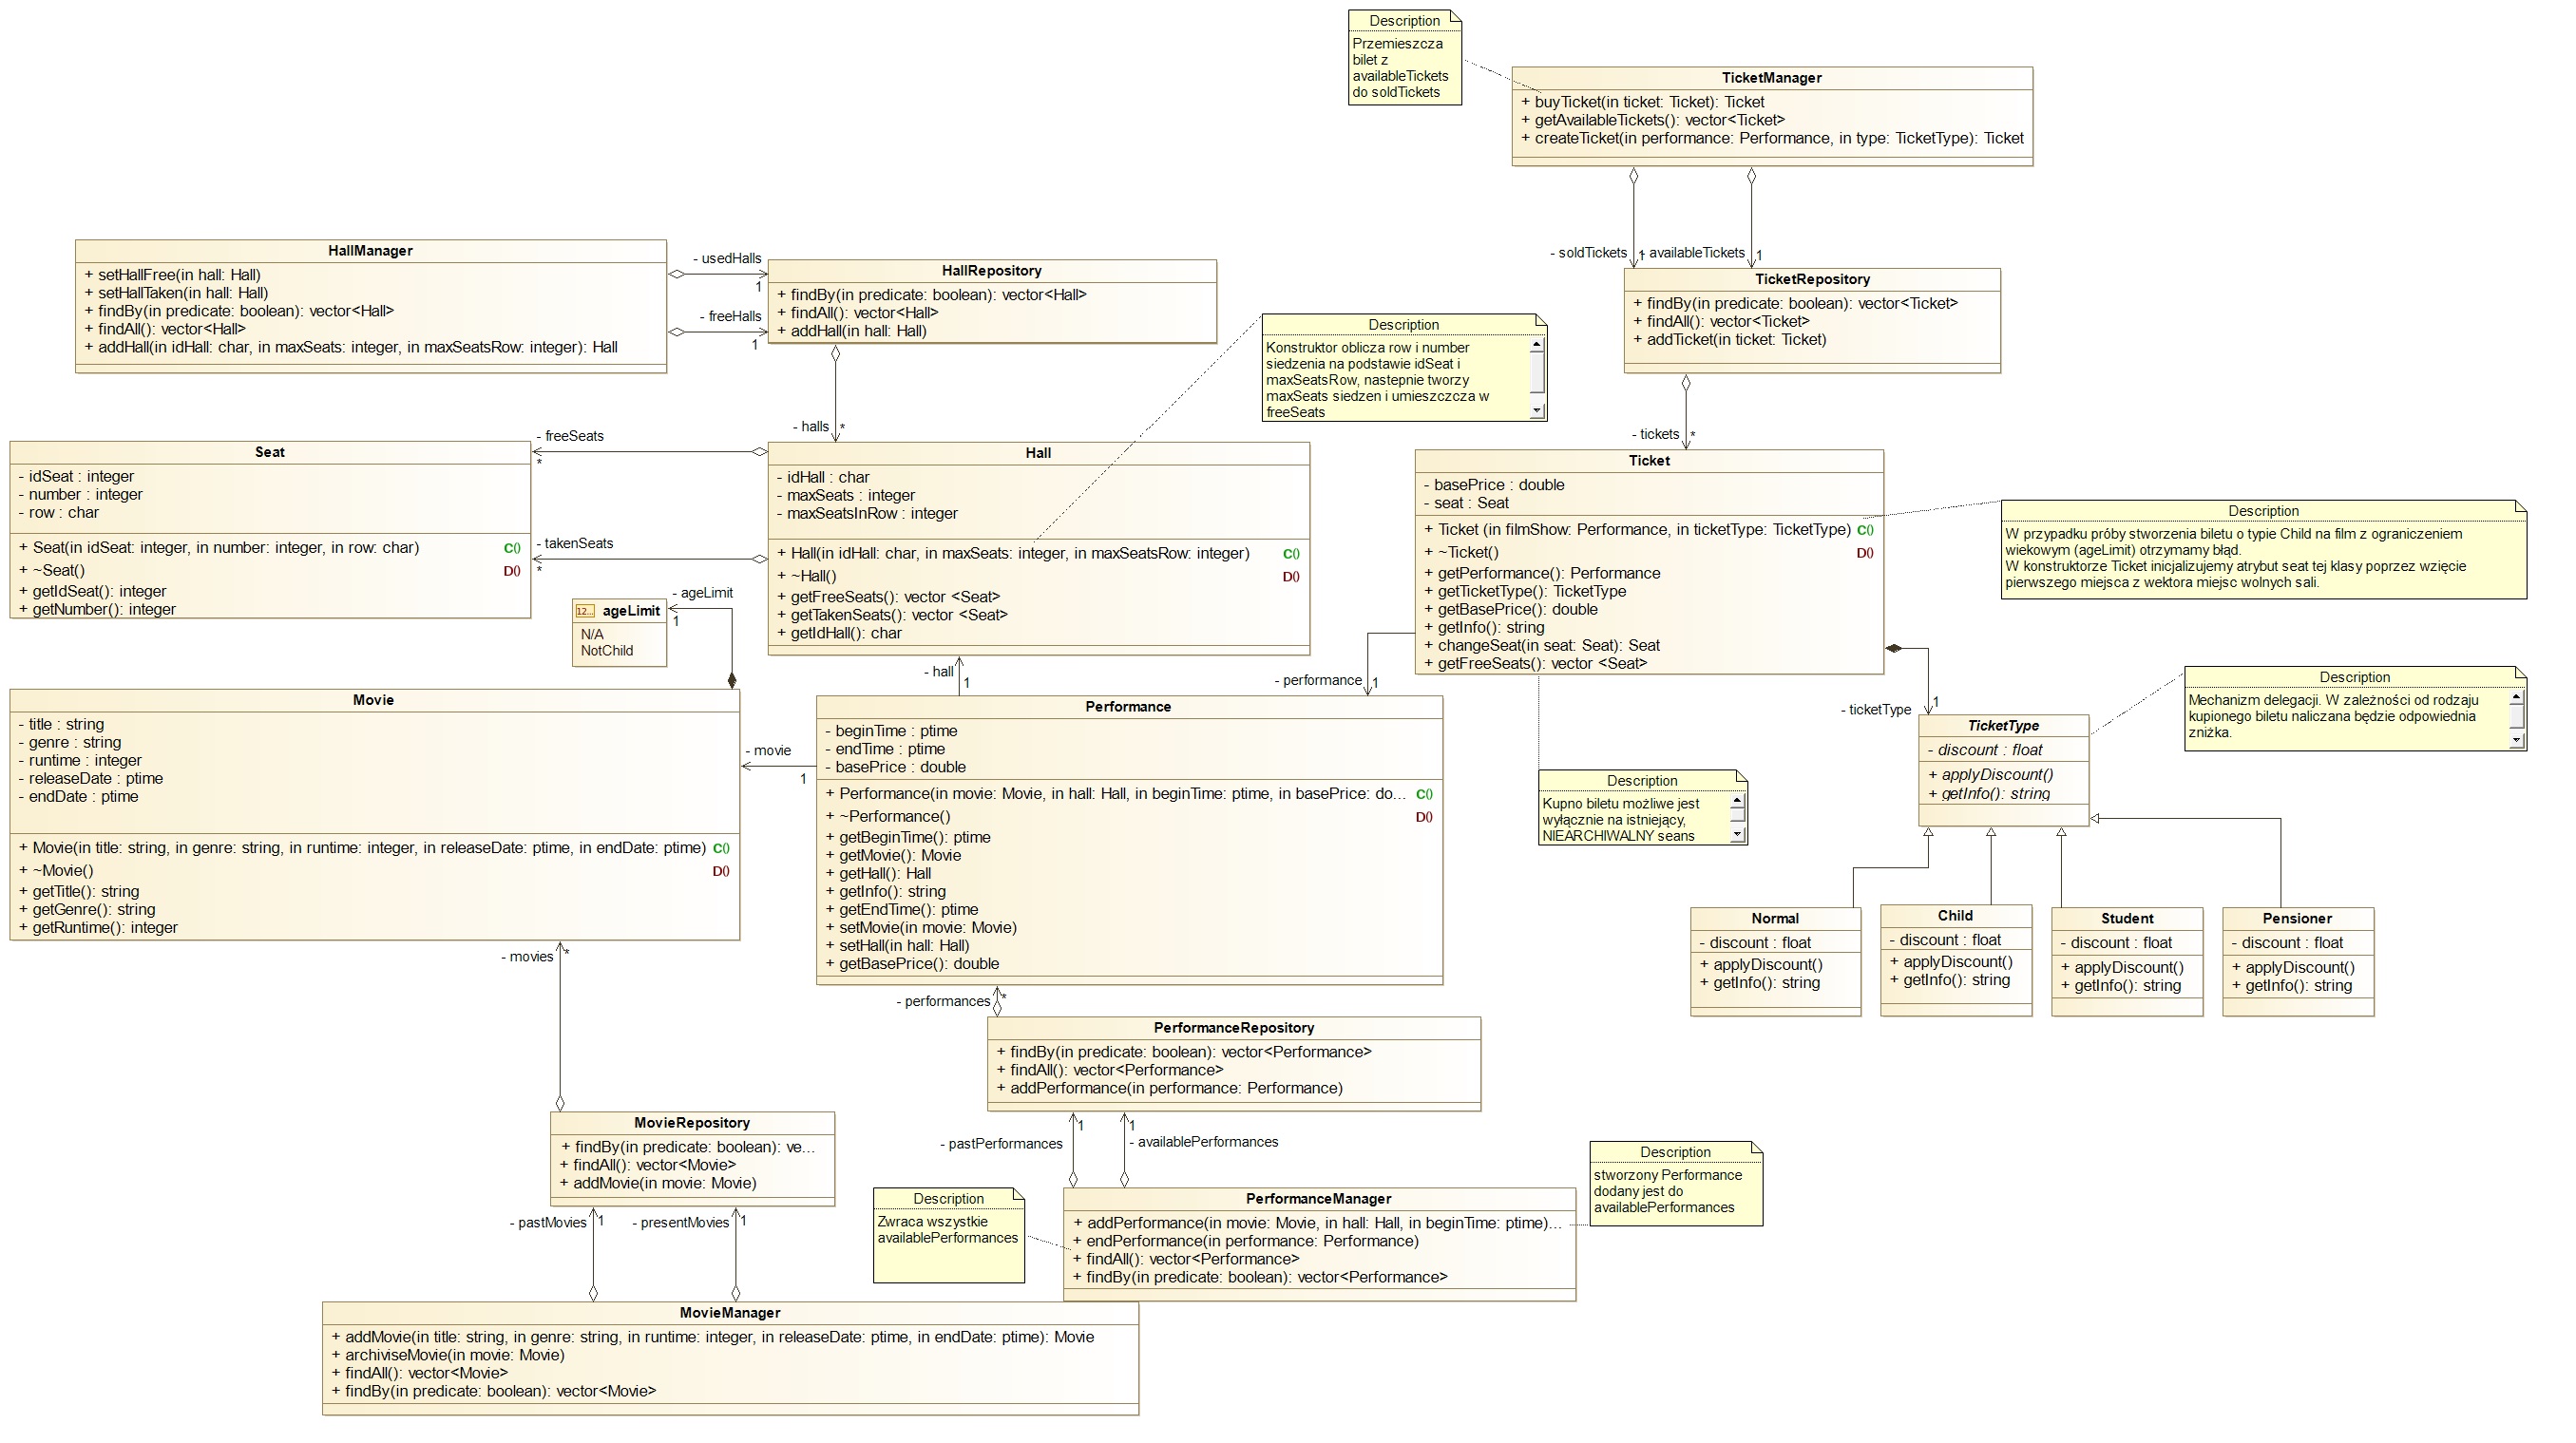 Description
Przemieszcza
bilet z
availableTickets
do soldTickets
TicketManager
+ buyTicket(in ticket: Ticket): Ticket
+ getAvailableTickets(): vector<Ticket>
+ createTicket(in performance: Performance, in type: TicketType): Ticket
- soldTickets
1
- availableTickets
1
HallManager
+ setHallFree(in hall: Hall)
+ setHallTaken(in hall: Hall)
+ findBy(in predicate: boolean): vector<Hall>
+ findAll(): vector<Hall>
+ addHall(in idHall: char, in maxSeats: integer, in maxSeatsRow: integer): Hall
- usedHalls
1
- freeHalls
1
HallRepository
+ findBy(in predicate: boolean): vector<Hall>
+ findAll(): vector<Hall>
+ addHall(in hall: Hall)
TicketRepository
+ findBy(in predicate: boolean): vector<Ticket>
+ findAll(): vector<Ticket>
+ addTicket(in ticket: Ticket)
Description
Konstruktor oblicza row i number
siedzenia na podstawie idSeat i
maxSeatsRow, nastepnie tworzy
maxSeats siedzen i umieszczcza w
freeSeats
- halls
*
- tickets
*
- freeSeats
*
- takenSeats
*
Seat
- idSeat : integer
- number : integer
- row : char
+ Seat(in idSeat: integer, in number: integer, in row: char) C()
+ ~Seat() D()
+ getIdSeat(): integer
+ getNumber(): integer
Hall
- idHall : char
- maxSeats : integer
- maxSeatsInRow : integer
+ Hall(in idHall: char, in maxSeats: integer, in maxSeatsRow: integer) C()
+ ~Hall() D()
+ getFreeSeats(): vector <Seat>
+ getTakenSeats(): vector <Seat>
+ getIdHall(): char
Ticket
- basePrice : double
- seat : Seat
+ Ticket (in filmShow: Performance, in ticketType: TicketType) C()
+ ~Ticket() D()
+ getPerformance(): Performance
+ getTicketType(): TicketType
+ getBasePrice(): double
+ getInfo(): string
+ changeSeat(in seat: Seat): Seat
+ getFreeSeats(): vector <Seat>
Description
W przypadku próby stworzenia biletu o typie Child na film z ograniczeniem
wiekowym (ageLimit) otrzymamy błąd.
W konstruktorze Ticket inicjalizujemy atrybut seat tej klasy poprzez wzięcie
pierwszego miejsca z wektora miejsc wolnych sali.
12... ageLimit
N/A
NotChild
- ageLimit
1
- hall
1
- performance
1
- ticketType
1
Description
Mechanizm delegacji. W zależności od rodzaju
kupionego biletu naliczana będzie odpowiednia
zniżka.
Movie
- title : string
- genre : string
- runtime : integer
- releaseDate : ptime
- endDate : ptime
+ Movie(in title: string, in genre: string, in runtime: integer, in releaseDate: ptime, in endDate: ptime) C()
+ ~Movie() D()
+ getTitle(): string
+ getGenre(): string
+ getRuntime(): integer
- movie
1
Performance
- beginTime : ptime
- endTime : ptime
- basePrice : double
+ Performance(in movie: Movie, in hall: Hall, in beginTime: ptime, in basePrice: do... C()
+ ~Performance() D()
+ getBeginTime(): ptime
+ getMovie(): Movie
+ getHall(): Hall
+ getInfo(): string
+ getEndTime(): ptime
+ setMovie(in movie: Movie)
+ setHall(in hall: Hall)
+ getBasePrice(): double
Description
Kupno biletu możliwe jest
wyłącznie na istniejący,
NIEARCHIWALNY seans
TicketType
- discount : float
+ applyDiscount()
+ getInfo(): string
Normal
- discount : float
+ applyDiscount()
+ getInfo(): string
Child
- discount : float
+ applyDiscount()
+ getInfo(): string
Student
- discount : float
+ applyDiscount()
+ getInfo(): string
Pensioner
- discount : float
+ applyDiscount()
+ getInfo(): string
- movies
*
- performances
*
PerformanceRepository
+ findBy(in predicate: boolean): vector<Performance>
+ findAll(): vector<Performance>
+ addPerformance(in performance: Performance)
MovieRepository
+ findBy(in predicate: boolean): ve...
+ findAll(): vector<Movie>
+ addMovie(in movie: Movie)
- pastPerformances
1
- availablePerformances
1
Description
stworzony Performance
dodany jest do
availablePerformances
Description
Zwraca wszystkie
availablePerformances
PerformanceManager
+ addPerformance(in movie: Movie, in hall: Hall, in beginTime: ptime)...
+ endPerformance(in performance: Performance)
+ findAll(): vector<Performance>
+ findBy(in predicate: boolean): vector<Performance>
- pastMovies
1
- presentMovies
1
MovieManager
+ addMovie(in title: string, in genre: string, in runtime: integer, in releaseDate: ptime, in endDate: ptime): Movie
+ archiviseMovie(in movie: Movie)
+ findAll(): vector<Movie>
+ findBy(in predicate: boolean): vector<Movie>